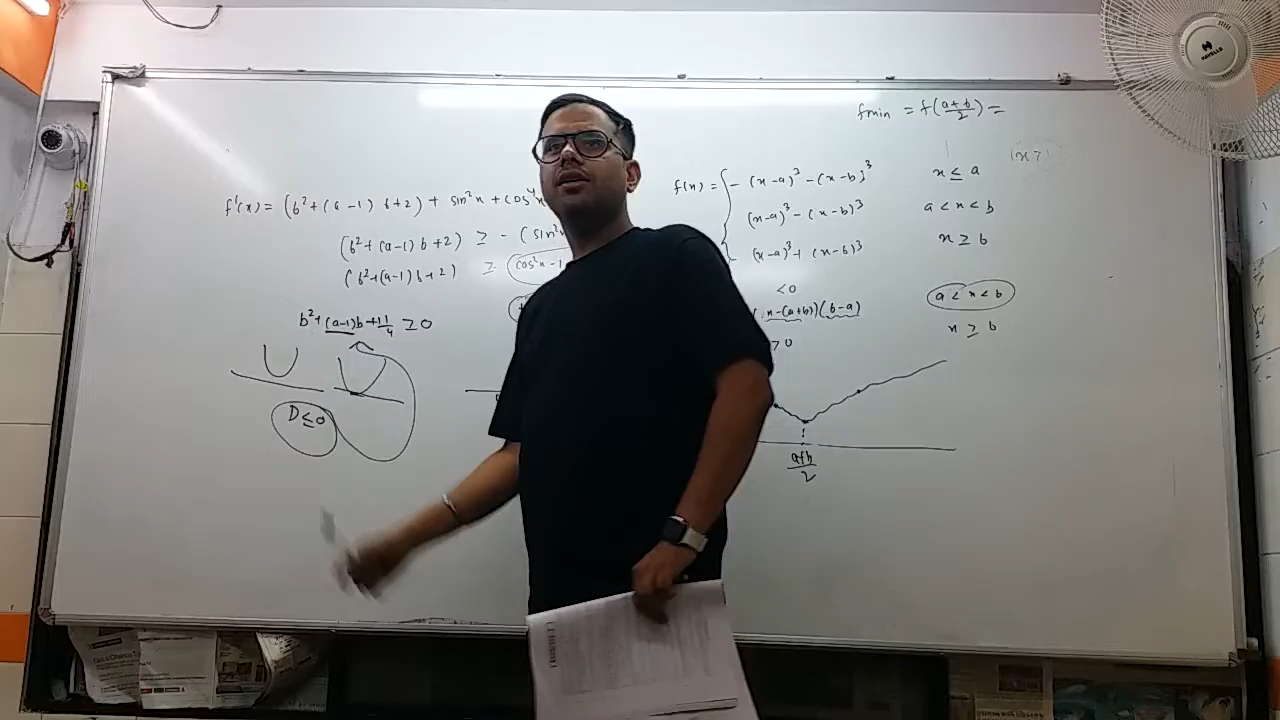 fmin = f(a+b/2) =
f'(x) = (b²+(a-1)b+2) + sin²x + cos⁴x
(b²+(a-1)b+2) ≥ -(sin²x
(b²+(a-1)b+2) ≥ cos²x-1
b²+(a-1)b+11/4 ≥ 0
D≤0
f(x) = { -(x-a)³-(x-b)³ x ≤ a
(x-a)³-(x-b)³ a < x < b
(x-a)³+(x-b)³ x ≥ b
<0
x-(a+b))(b-a) a < x < b
>0 x ≥ b
a+b/2
HAVELLS